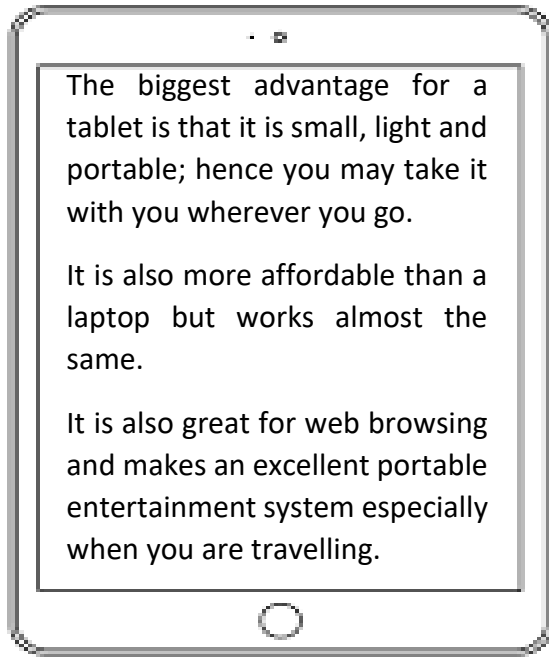 The biggest advantage for a
tablet is that it is small, light and
portable; hence you may take it
with you wherever you go.
It is also more affordable than a
laptop but works almost the
same.
It is also great for web browsing
and makes an excellent portable
entertainment system especially
when you are travelling.